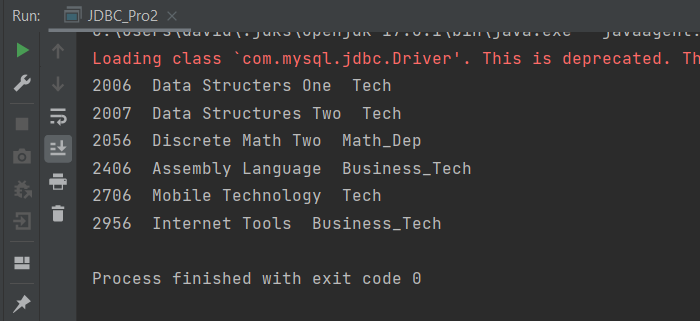 Run: JDBC_Pro2
C:\Users\david\.jdks\openjdk-17.0.1\bin\java.exe "-javaagent:
Loading class `com.mysql.jdbc.Driver'. This is deprecated. Th
2006 Data Structers One Tech
2007 Data Structures Two Tech
2056 Discrete Math Two Math_Dep
2406 Assembly Language Business_Tech
2706 Mobile Technology Tech
2956 Internet Tools Business_Tech
Process finished with exit code 0